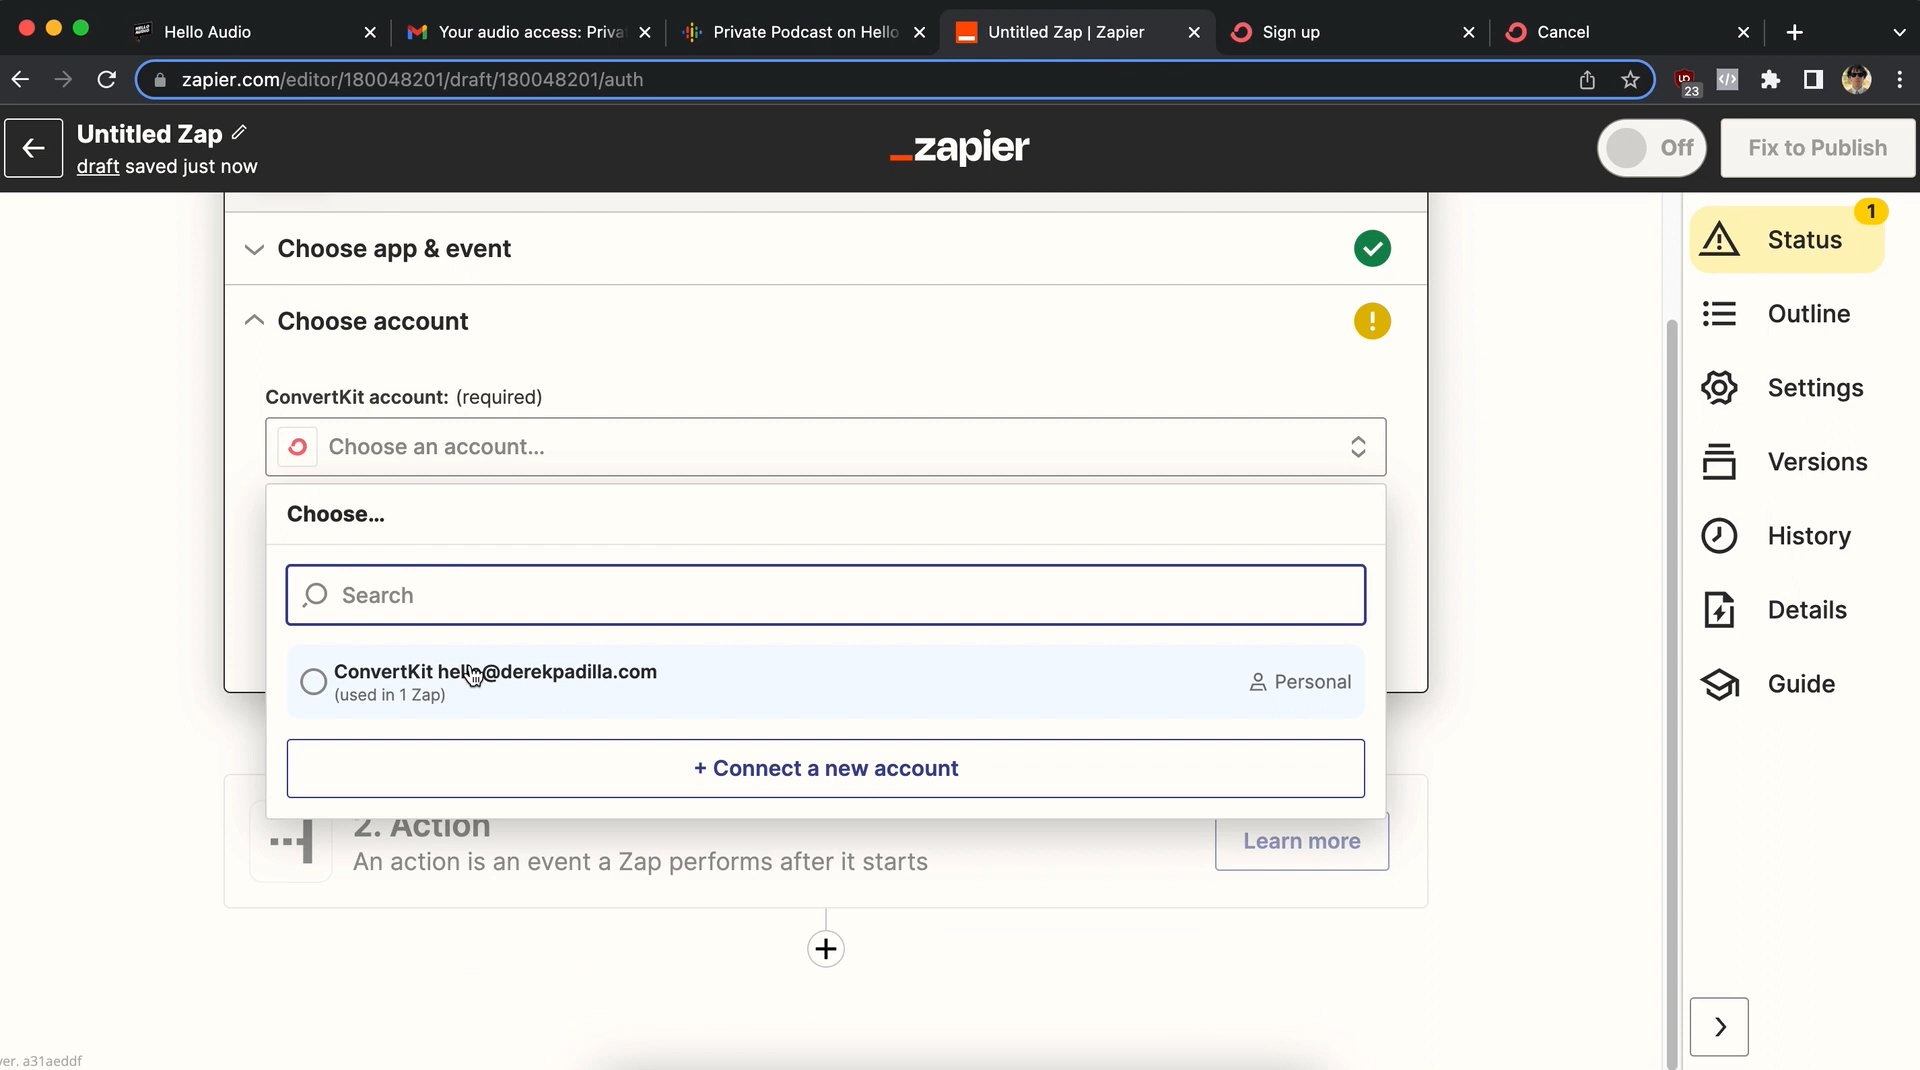 Hello Audio
Your audio access: Priva
Private Podcast on Hello
Untitled Zap | Zapier
Sign up
Cancel
zapier.com/editor/180048201/draft/180048201/auth
23
Untitled Zap
draft saved just now
_zapier
Off
Fix to Publish
Choose app & event
Choose account
ConvertKit account: (required)
Choose an account...
Choose...
Search
ConvertKit hello@derekpadilla.com
(used in 1 Zap)
Personal
+ Connect a new account
2. Action
An action is an event a Zap performs after it starts
Learn more
1
Status
Outline
Settings
Versions
History
Details
Guide
ver. a31aeddf